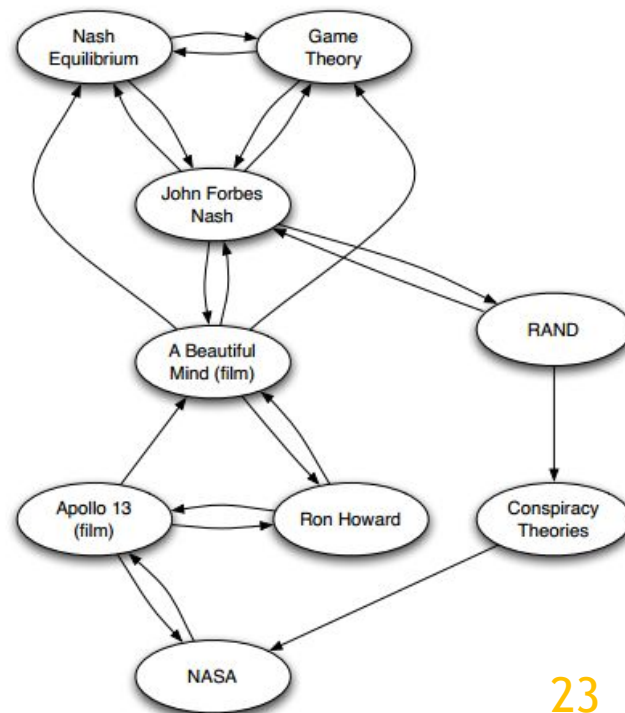 Nash
Equilibrium
Game
Theory
John Forbes
Nash
RAND
A Beautiful
Mind (film)
Apollo 13
(film)
Ron Howard
Conspiracy
Theories
NASA
23